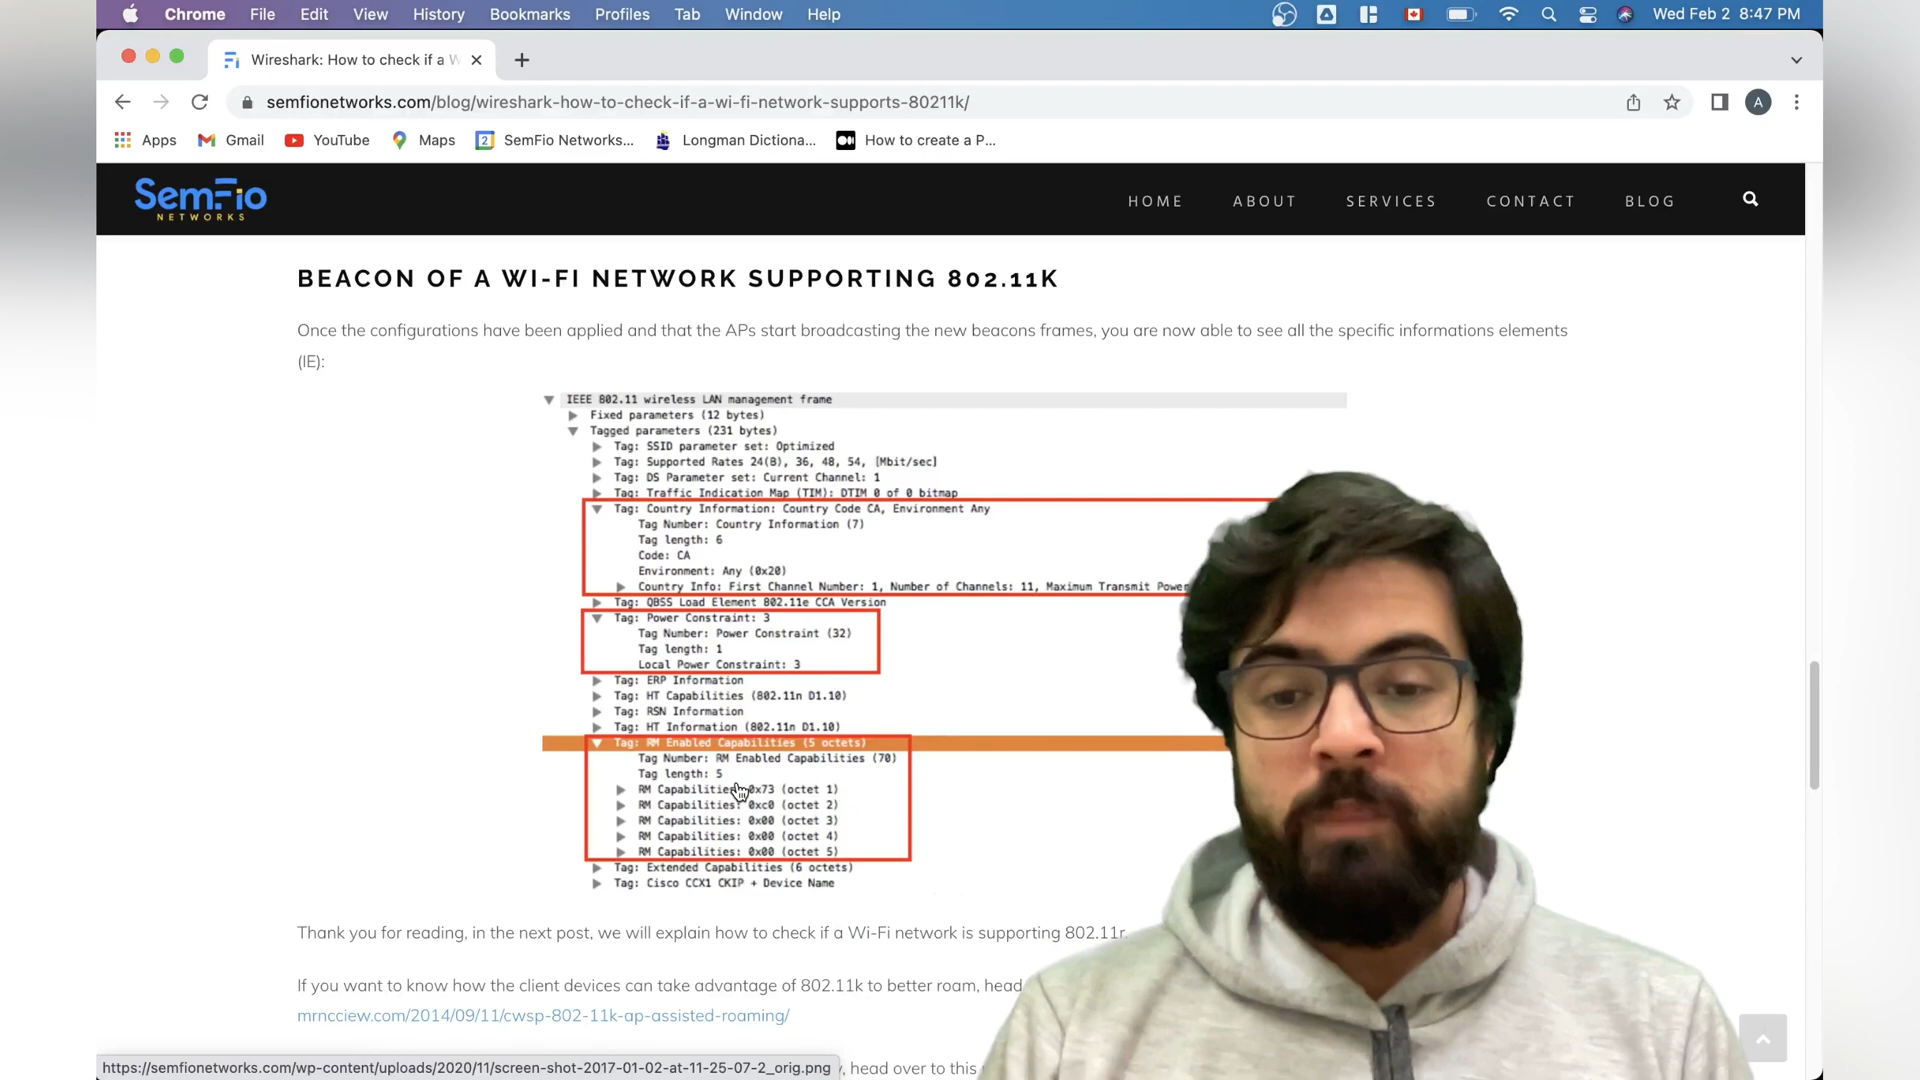 Chrome File Edit View History Bookmarks Profiles Tab Window Help Wed Feb 2 8:47 PM
Wireshark: How to check if a W
semfionetworks.com/blog/wireshark-how-to-check-if-a-wi-fi-network-supports-80211k/ A
Apps Gmail YouTube Maps 2 SemFio Networks... Longman Dictiona... How to create a P...
SemFio
NETWORKS
HOME ABOUT SERVICES CONTACT BLOG
BEACON OF A WI-FI NETWORK SUPPORTING 802.11K
Once the configurations have been applied and that the APs start broadcasting the new beacons frames, you are now able to see all the specific informations elements
(IE):
IEEE 802.11 wireless LAN management frame
Fixed parameters (12 bytes)
Tagged parameters (231 bytes)
Tag: SSID parameter set: Optimized
Tag: Supported Rates 24(B), 36, 48, 54, [Mbit/sec]
Tag: DS Parameter set: Current Channel: 1
Tag: Traffic Indication Map (TIM): DTIM 0 of 0 bitmap
Tag: Country Information: Country Code CA, Environment Any
Tag Number: Country Information (7)
Tag length: 6
Code: CA
Environment: Any (0x20)
Country Info: First Channel Number: 1, Number of Channels: 11, Maximum Transmit Power
Tag: QBSS Load Element 802.11e CCA Version
Tag: Power Constraint: 3
Tag Number: Power Constraint (32)
Tag length: 1
Local Power Constraint: 3
Tag: ERP Information
Tag: HT Capabilities (802.11n D1.10)
Tag: RSN Information
Tag: HT Information (802.11n D1.10)
Tag: RM Enabled Capabilities (5 octets)
Tag Number: RM Enabled Capabilities (70)
Tag length: 5
RM Capabilities: 0x73 (octet 1)
RM Capabilities: 0xc0 (octet 2)
RM Capabilities: 0x00 (octet 3)
RM Capabilities: 0x00 (octet 4)
RM Capabilities: 0x00 (octet 5)
Tag: Extended Capabilities (6 octets)
Tag: Cisco CCX1 CKIP + Device Name
Thank you for reading, in the next post, we will explain how to check if a Wi-Fi network is supporting 802.11r.
If you want to know how the client devices can take advantage of 802.11k to better roam, head
mrncciew.com/2014/09/11/cwsp-802-11k-ap-assisted-roaming/
https://semfionetworks.com/wp-content/uploads/2020/11/screen-shot-2017-01-02-at-11-25-07-2_orig.png , head over to this